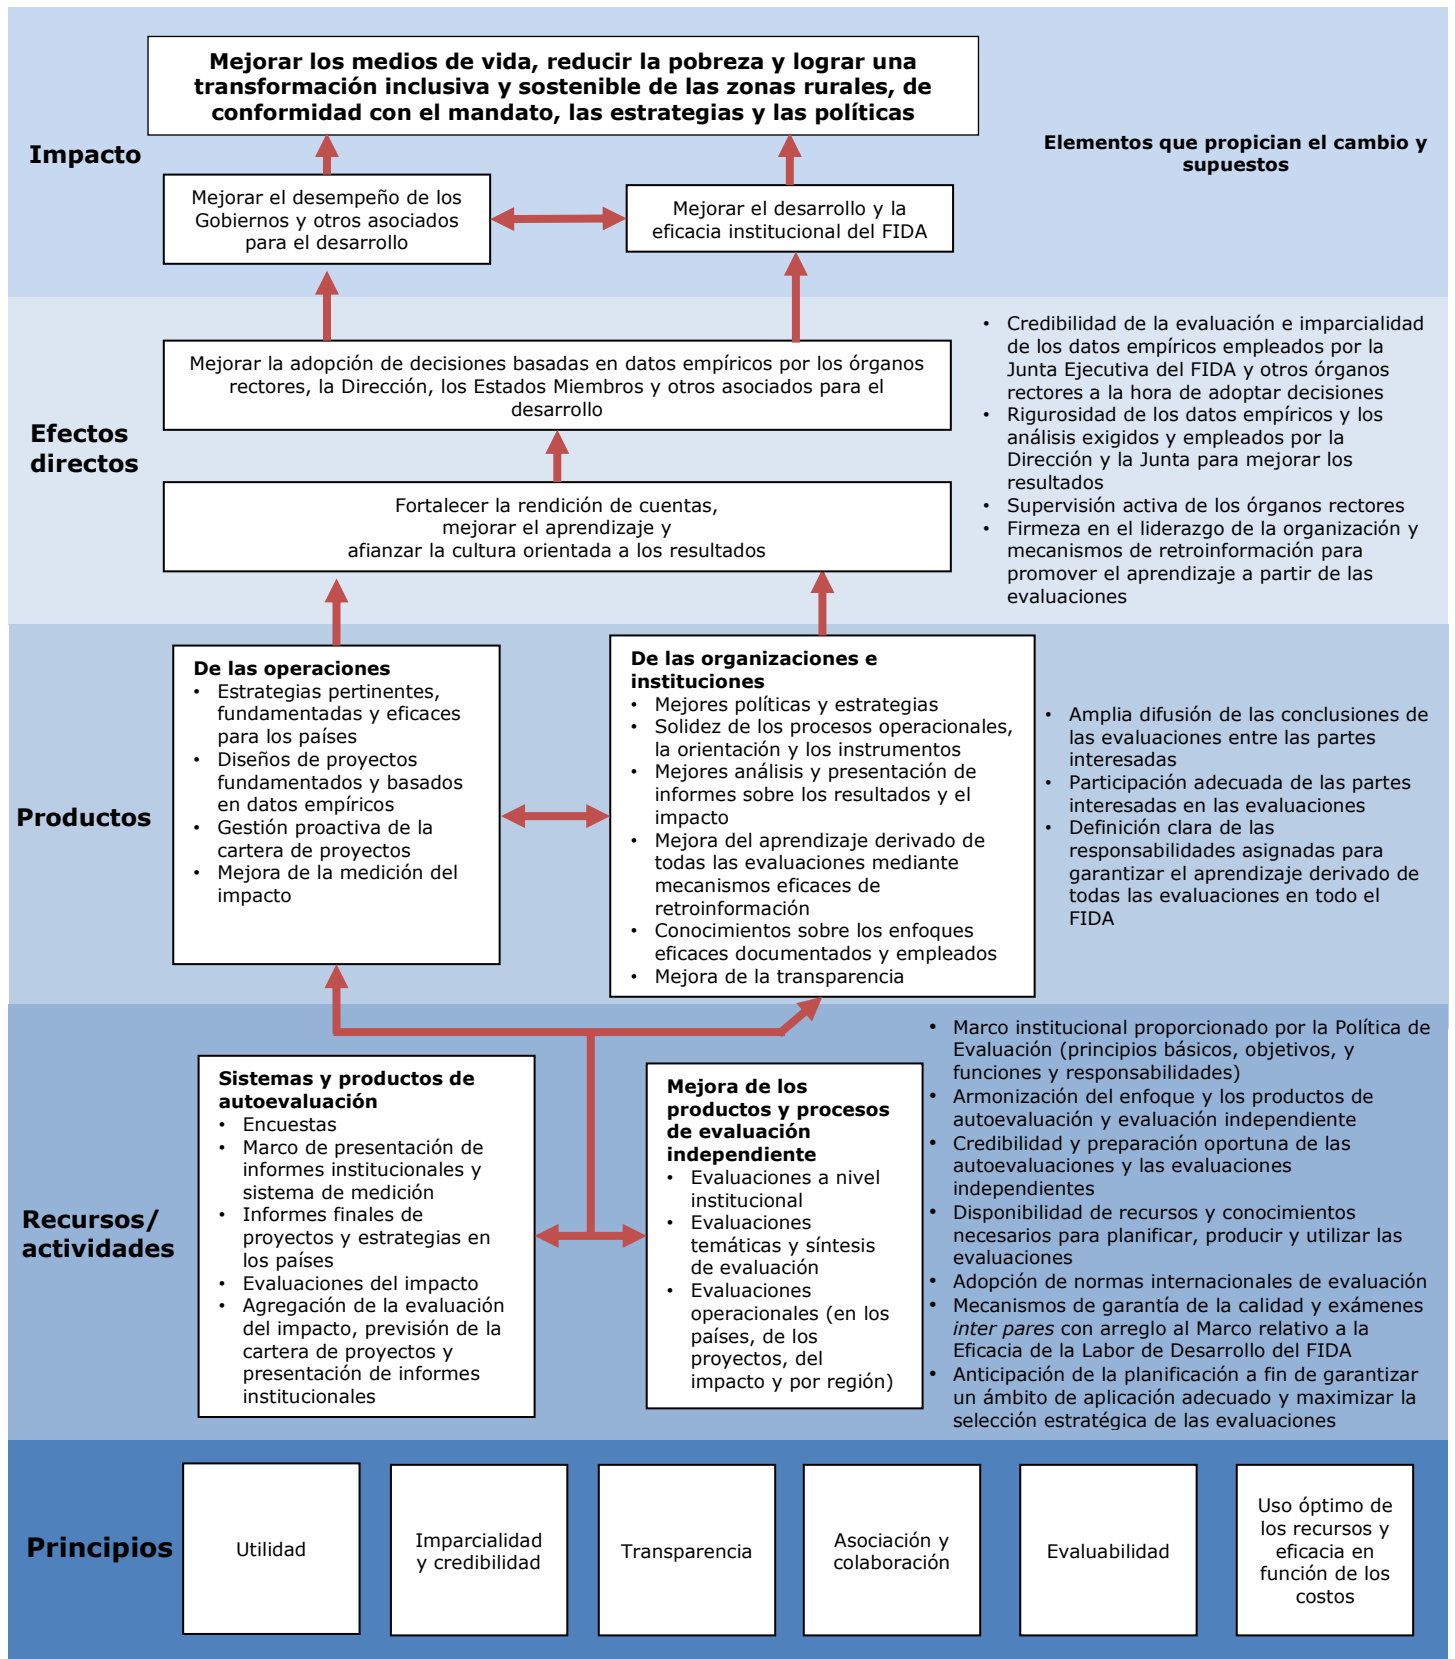 Mejorar los medios de vida, reducir la pobreza y lograr una
transformación inclusiva y sostenible de las zonas rurales, de
conformidad con el mandato, las estrategias y las políticas
Impacto
Elementos que propician el cambio y
supuestos
Mejorar el desempeño de los
Gobiernos y otros asociados
para el desarrollo
Mejorar el desarrollo y la
eficacia institucional del FIDA
Efectos
directos
Mejorar la adopción de decisiones basadas en datos empíricos por los órganos
rectores, la Dirección, los Estados Miembros y otros asociados para el
desarrollo
Fortalecer la rendición de cuentas,
mejorar el aprendizaje y
afianzar la cultura orientada a los resultados
• Credibilidad de la evaluación e imparcialidad
de los datos empíricos empleados por la
Junta Ejecutiva del FIDA y otros órganos
rectores a la hora de adoptar decisiones
• Rigurosidad de los datos empíricos y los
análisis exigidos y empleados por la
Dirección y la Junta para mejorar los
resultados
• Supervisión activa de los órganos rectores
• Firmeza en el liderazgo de la organización y
mecanismos de retroinformación para
promover el aprendizaje a partir de las
evaluaciones
Productos
De las operaciones
• Estrategias pertinentes,
fundamentadas y eficaces
para los países
• Diseños de proyectos
fundamentados y basados
en datos empíricos
• Gestión proactiva de la
cartera de proyectos
• Mejora de la medición del
impacto
De las organizaciones e
instituciones
• Mejores políticas y estrategias
• Solidez de los procesos operacionales,
la orientación y los instrumentos
• Mejores análisis y presentación de
informes sobre los resultados y el
impacto
• Mejora del aprendizaje derivado de
todas las evaluaciones mediante
mecanismos eficaces de
retroinformación
• Conocimientos sobre los enfoques
eficaces documentados y empleados
• Mejora de la transparencia
• Amplia difusión de las conclusiones de
las evaluaciones entre las partes
interesadas
• Participación adecuada de las partes
interesadas en las evaluaciones
• Definición clara de las
responsabilidades asignadas para
garantizar el aprendizaje derivado de
todas las evaluaciones en todo el
FIDA
Recursos/
actividades
Sistemas y productos de
autoevaluación
• Encuestas
• Marco de presentación de
informes institucionales y
sistema de medición
• Informes finales de
proyectos y estrategias en
los países
• Evaluaciones del impacto
• Agregación de la evaluación
del impacto, previsión de la
cartera de proyectos y
presentación de informes
institucionales
Mejora de los
productos y procesos
de evaluación
independiente
• Evaluaciones a nivel
institucional
• Evaluaciones
temáticas y síntesis
de evaluación
• Evaluaciones
operacionales (en los
países, de los
proyectos, del
impacto y por región)
• Marco institucional proporcionado por la Política de
Evaluación (principios básicos, objetivos, y
funciones y responsabilidades)
• Armonización del enfoque y los productos de
autoevaluación y evaluación independiente
• Credibilidad y preparación oportuna de las
autoevaluaciones y las evaluaciones
independientes
• Disponibilidad de recursos y conocimientos
necesarios para planificar, producir y utilizar las
evaluaciones
• Adopción de normas internacionales de evaluación
• Mecanismos de garantía de la calidad y exámenes
inter pares con arreglo al Marco relativo a la
Eficacia de la Labor de Desarrollo del FIDA
• Anticipación de la planificación a fin de garantizar
un ámbito de aplicación adecuado y maximizar la
selección estratégica de las evaluaciones
Principios
Utilidad
Imparcialidad
y credibilidad
Transparencia
Asociación y
colaboración
Evaluabilidad
Uso óptimo de
los recursos y
eficacia en
función de los
costos